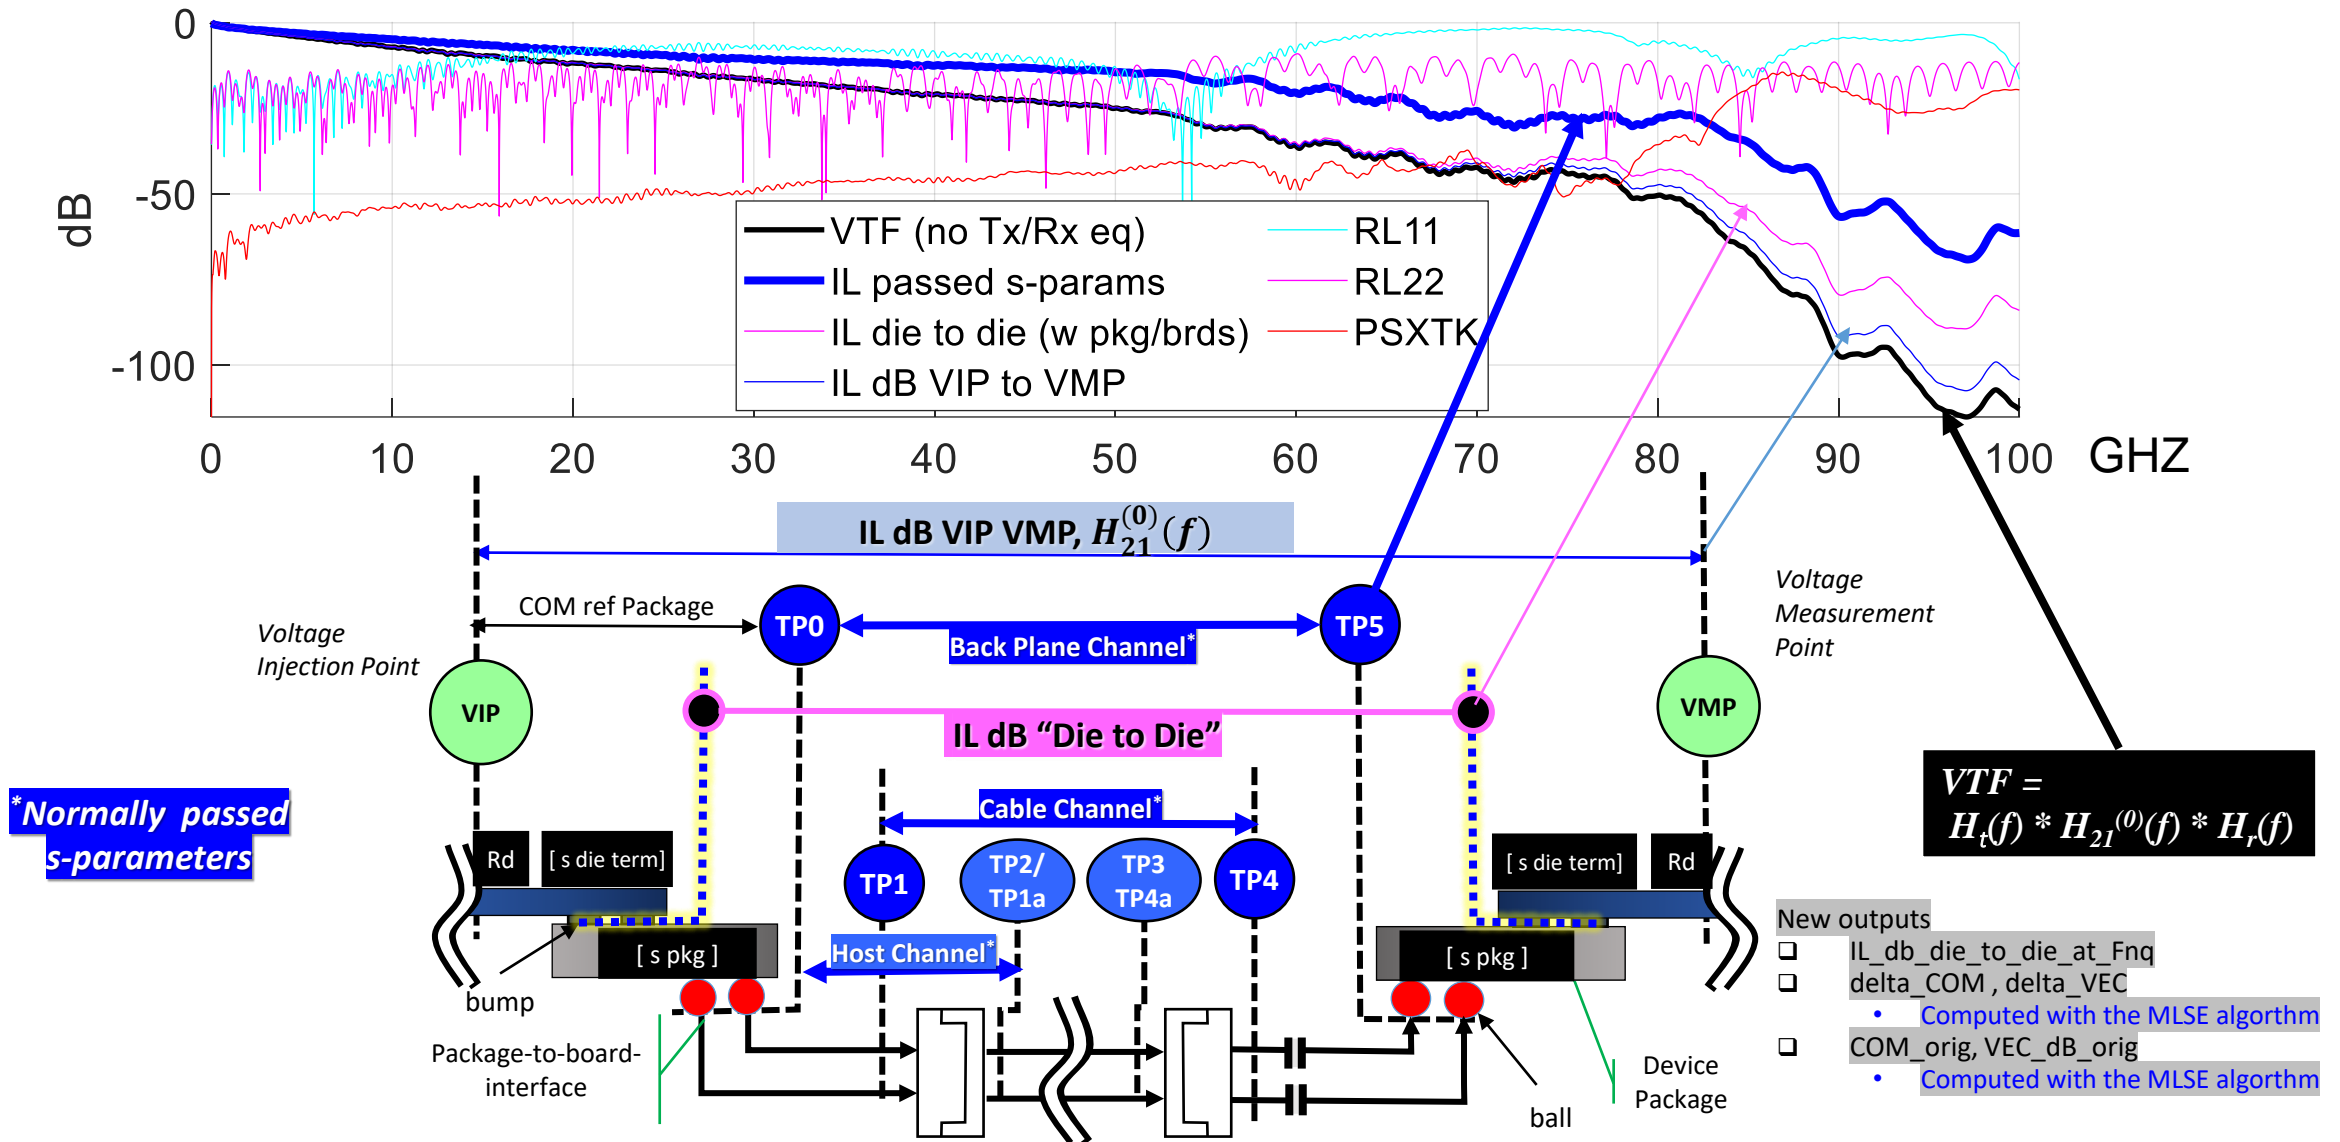 0
-50
-100
dB
VTF (no Tx/Rx eq)
IL passed s-params
IL die to die (w pkg/brds)
IL dB VIP to VMP
RL11
RL22
PSXTK
0 10 20 30 40 50 60 70 80 90 100 GHZ
IL dB VIP VMP, H₂₁⁽⁰⁾(f)
Voltage
Injection Point
COM ref Package
TP0
Back Plane Channel*
TP5
Voltage
Measurement
Point
VIP
VMP
IL dB “Die to Die”
*Normally passed
s-parameters
VTF =
Hₜ(f) * H₂₁⁽⁰⁾(f) * Hᵣ(f)
Cable Channel*
Rd
[ s die term]
TP1
TP2/
TP1a
TP3
TP4a
TP4
[ s die term]
Rd
[ s pkg ]
Host Channel*
[ s pkg ]
bump
Package-to-board-
interface
ball
Device
Package
New outputs
❑ IL_db_die_to_die_at_Fnq
❑ delta_COM , delta_VEC
• Computed with the MLSE algorthm
❑ COM_orig, VEC_dB_orig
• Computed with the MLSE algorthm